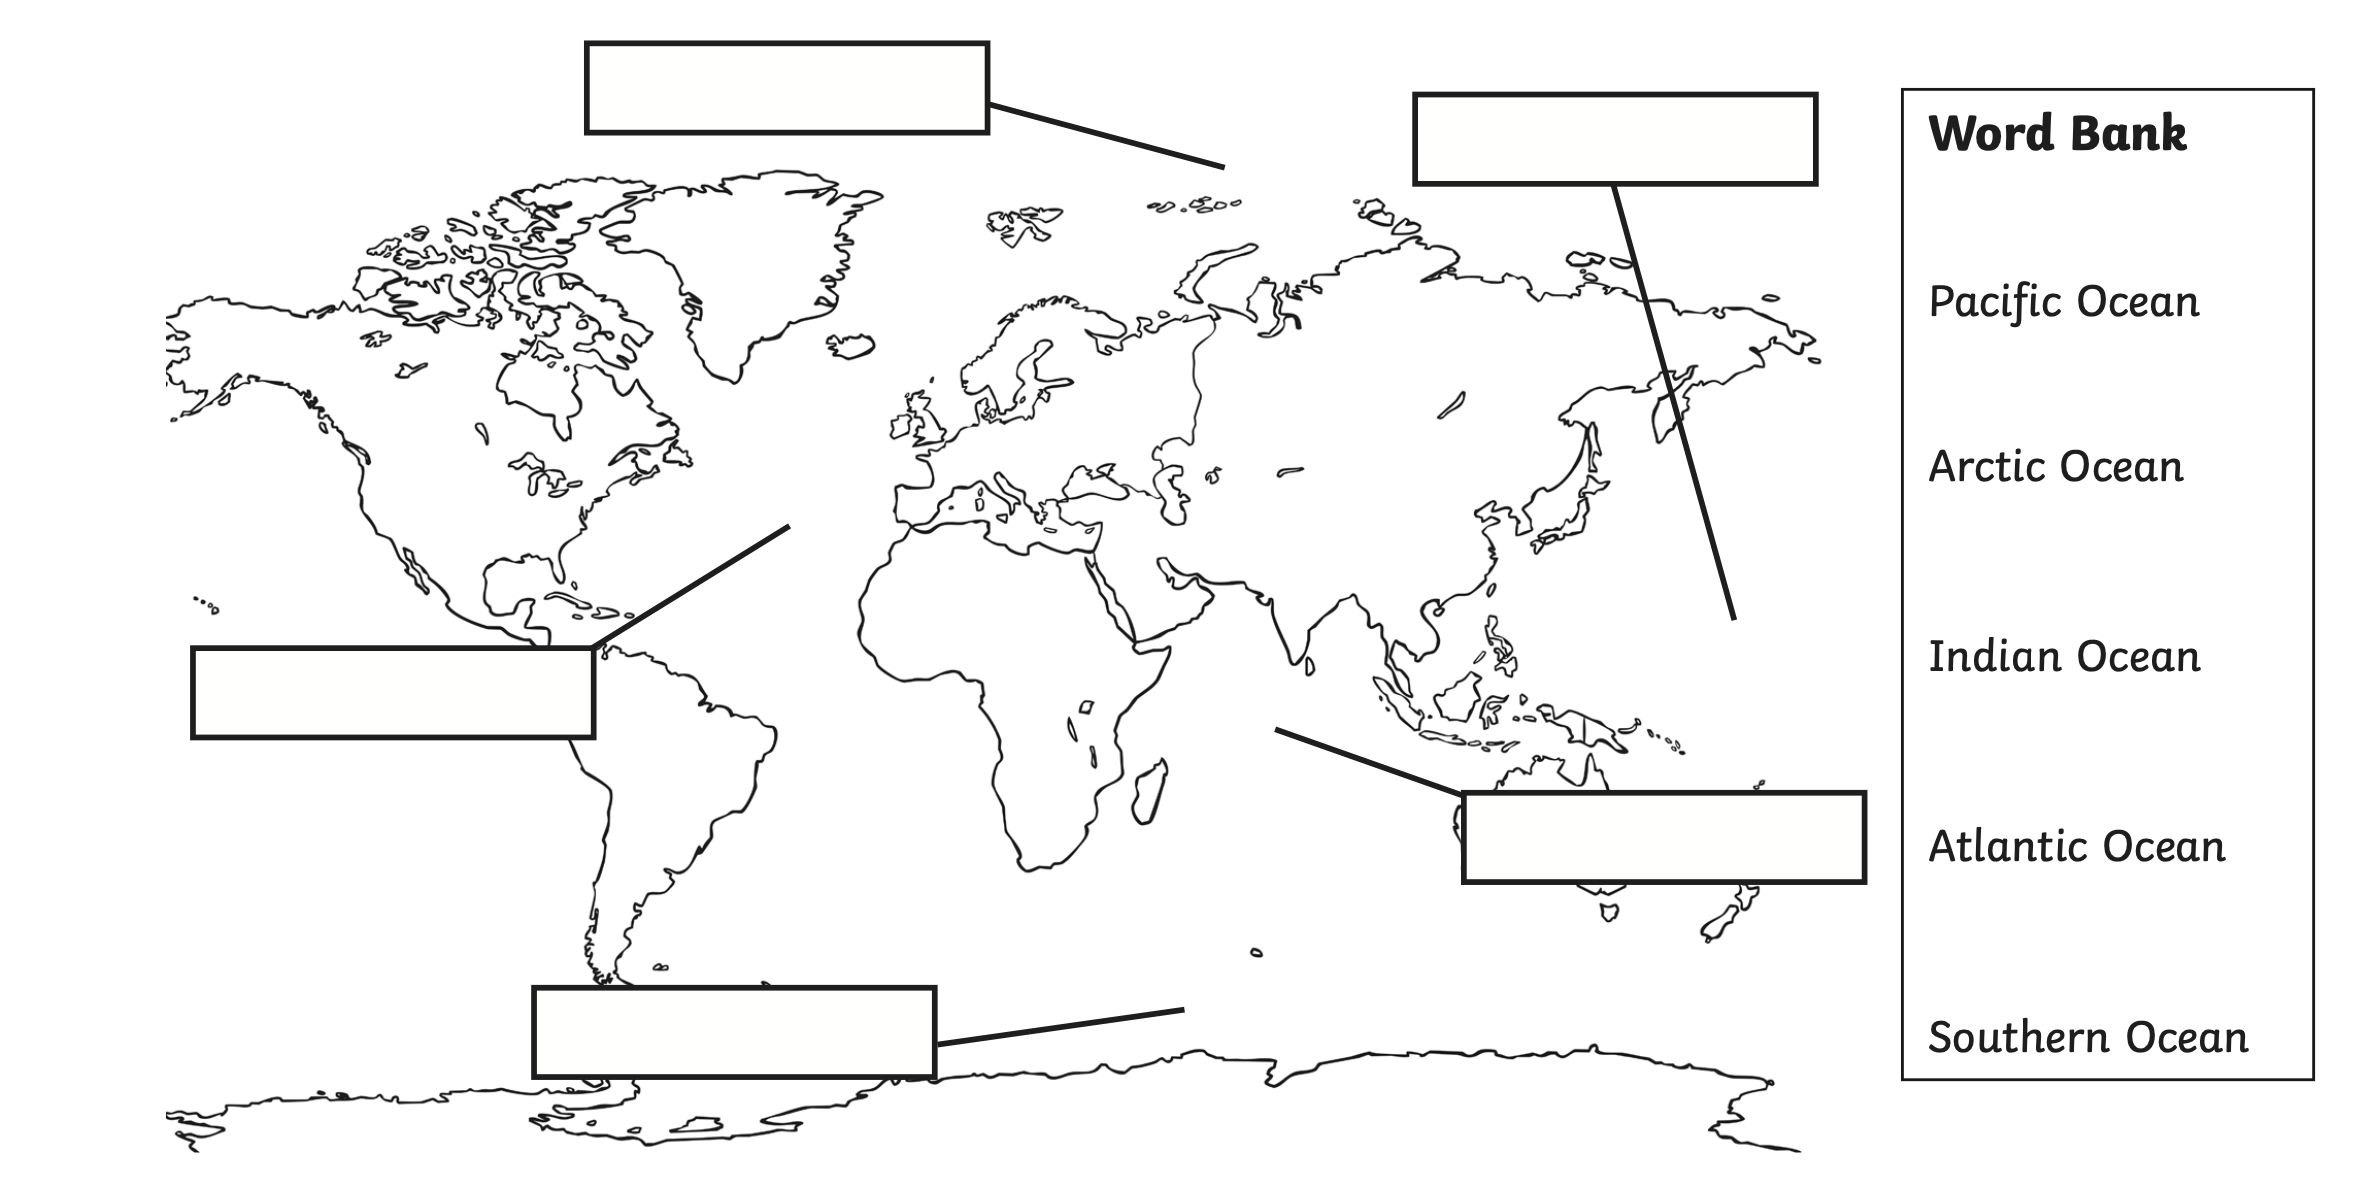 Word Bank
Pacific Ocean
Arctic Ocean
Indian Ocean
Atlantic Ocean
Southern Ocean